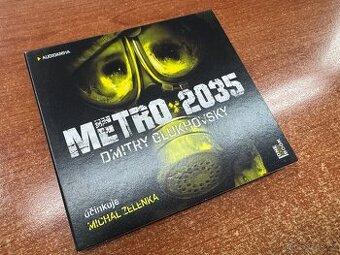 AUDIOKNIHA
METRO 2035
DMITRY GLUKHOVSKY
účinkuje
MICHAL ZELENKA